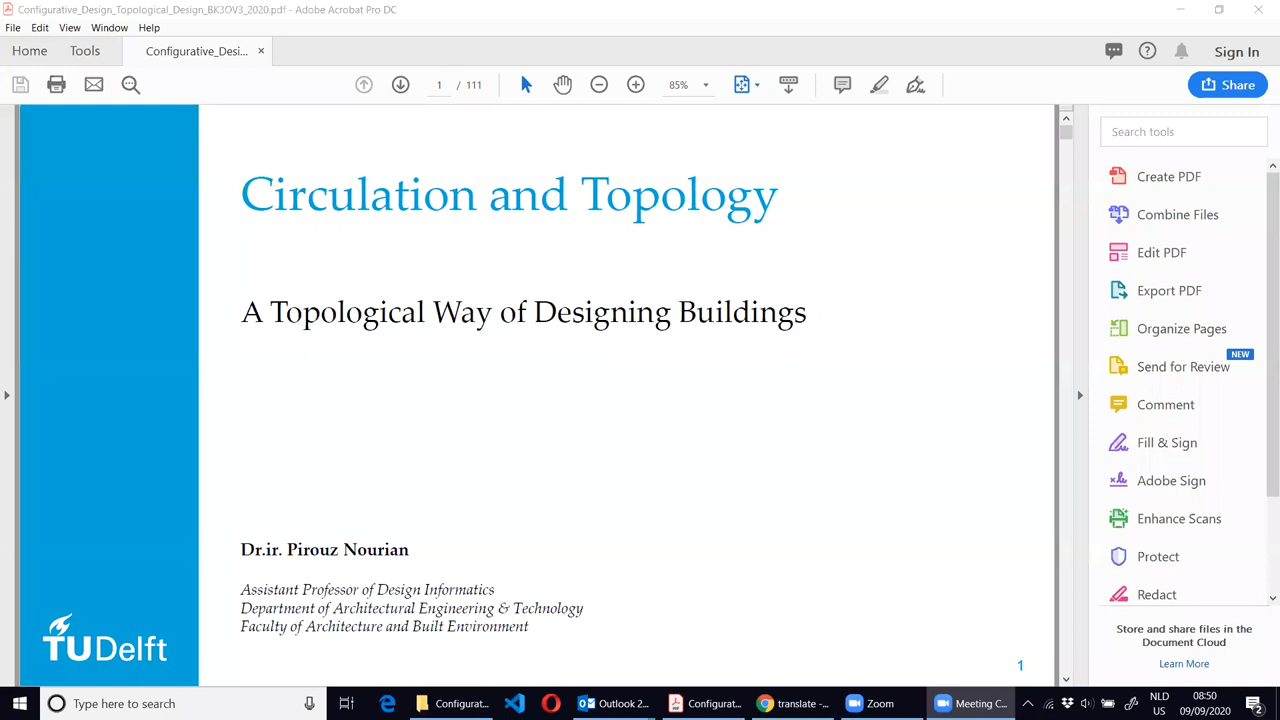 Configurative_Design_Topological_Design_BK3OV3_2020.pdf - Adobe Acrobat Pro DC
File Edit View Window Help
Home Tools Configurative_Desi... × Sign In
1 / 111 85% Share
Circulation and Topology
A Topological Way of Designing Buildings
Dr.ir. Pirouz Nourian
Assistant Professor of Design Informatics
Department of Architectural Engineering & Technology
Faculty of Architecture and Built Environment
TUDelft
1
Search tools
Create PDF
Combine Files
Edit PDF
Export PDF
Organize Pages
NEW
Send for Review
Comment
Fill & Sign
Adobe Sign
Enhance Scans
Protect
Redact
Store and share files in the
Document Cloud
Learn More
Type here to search Configurat... Outlook 2... Configurat... translate -... Zoom Meeting C... NLD 08:50
US 09/09/2020 2